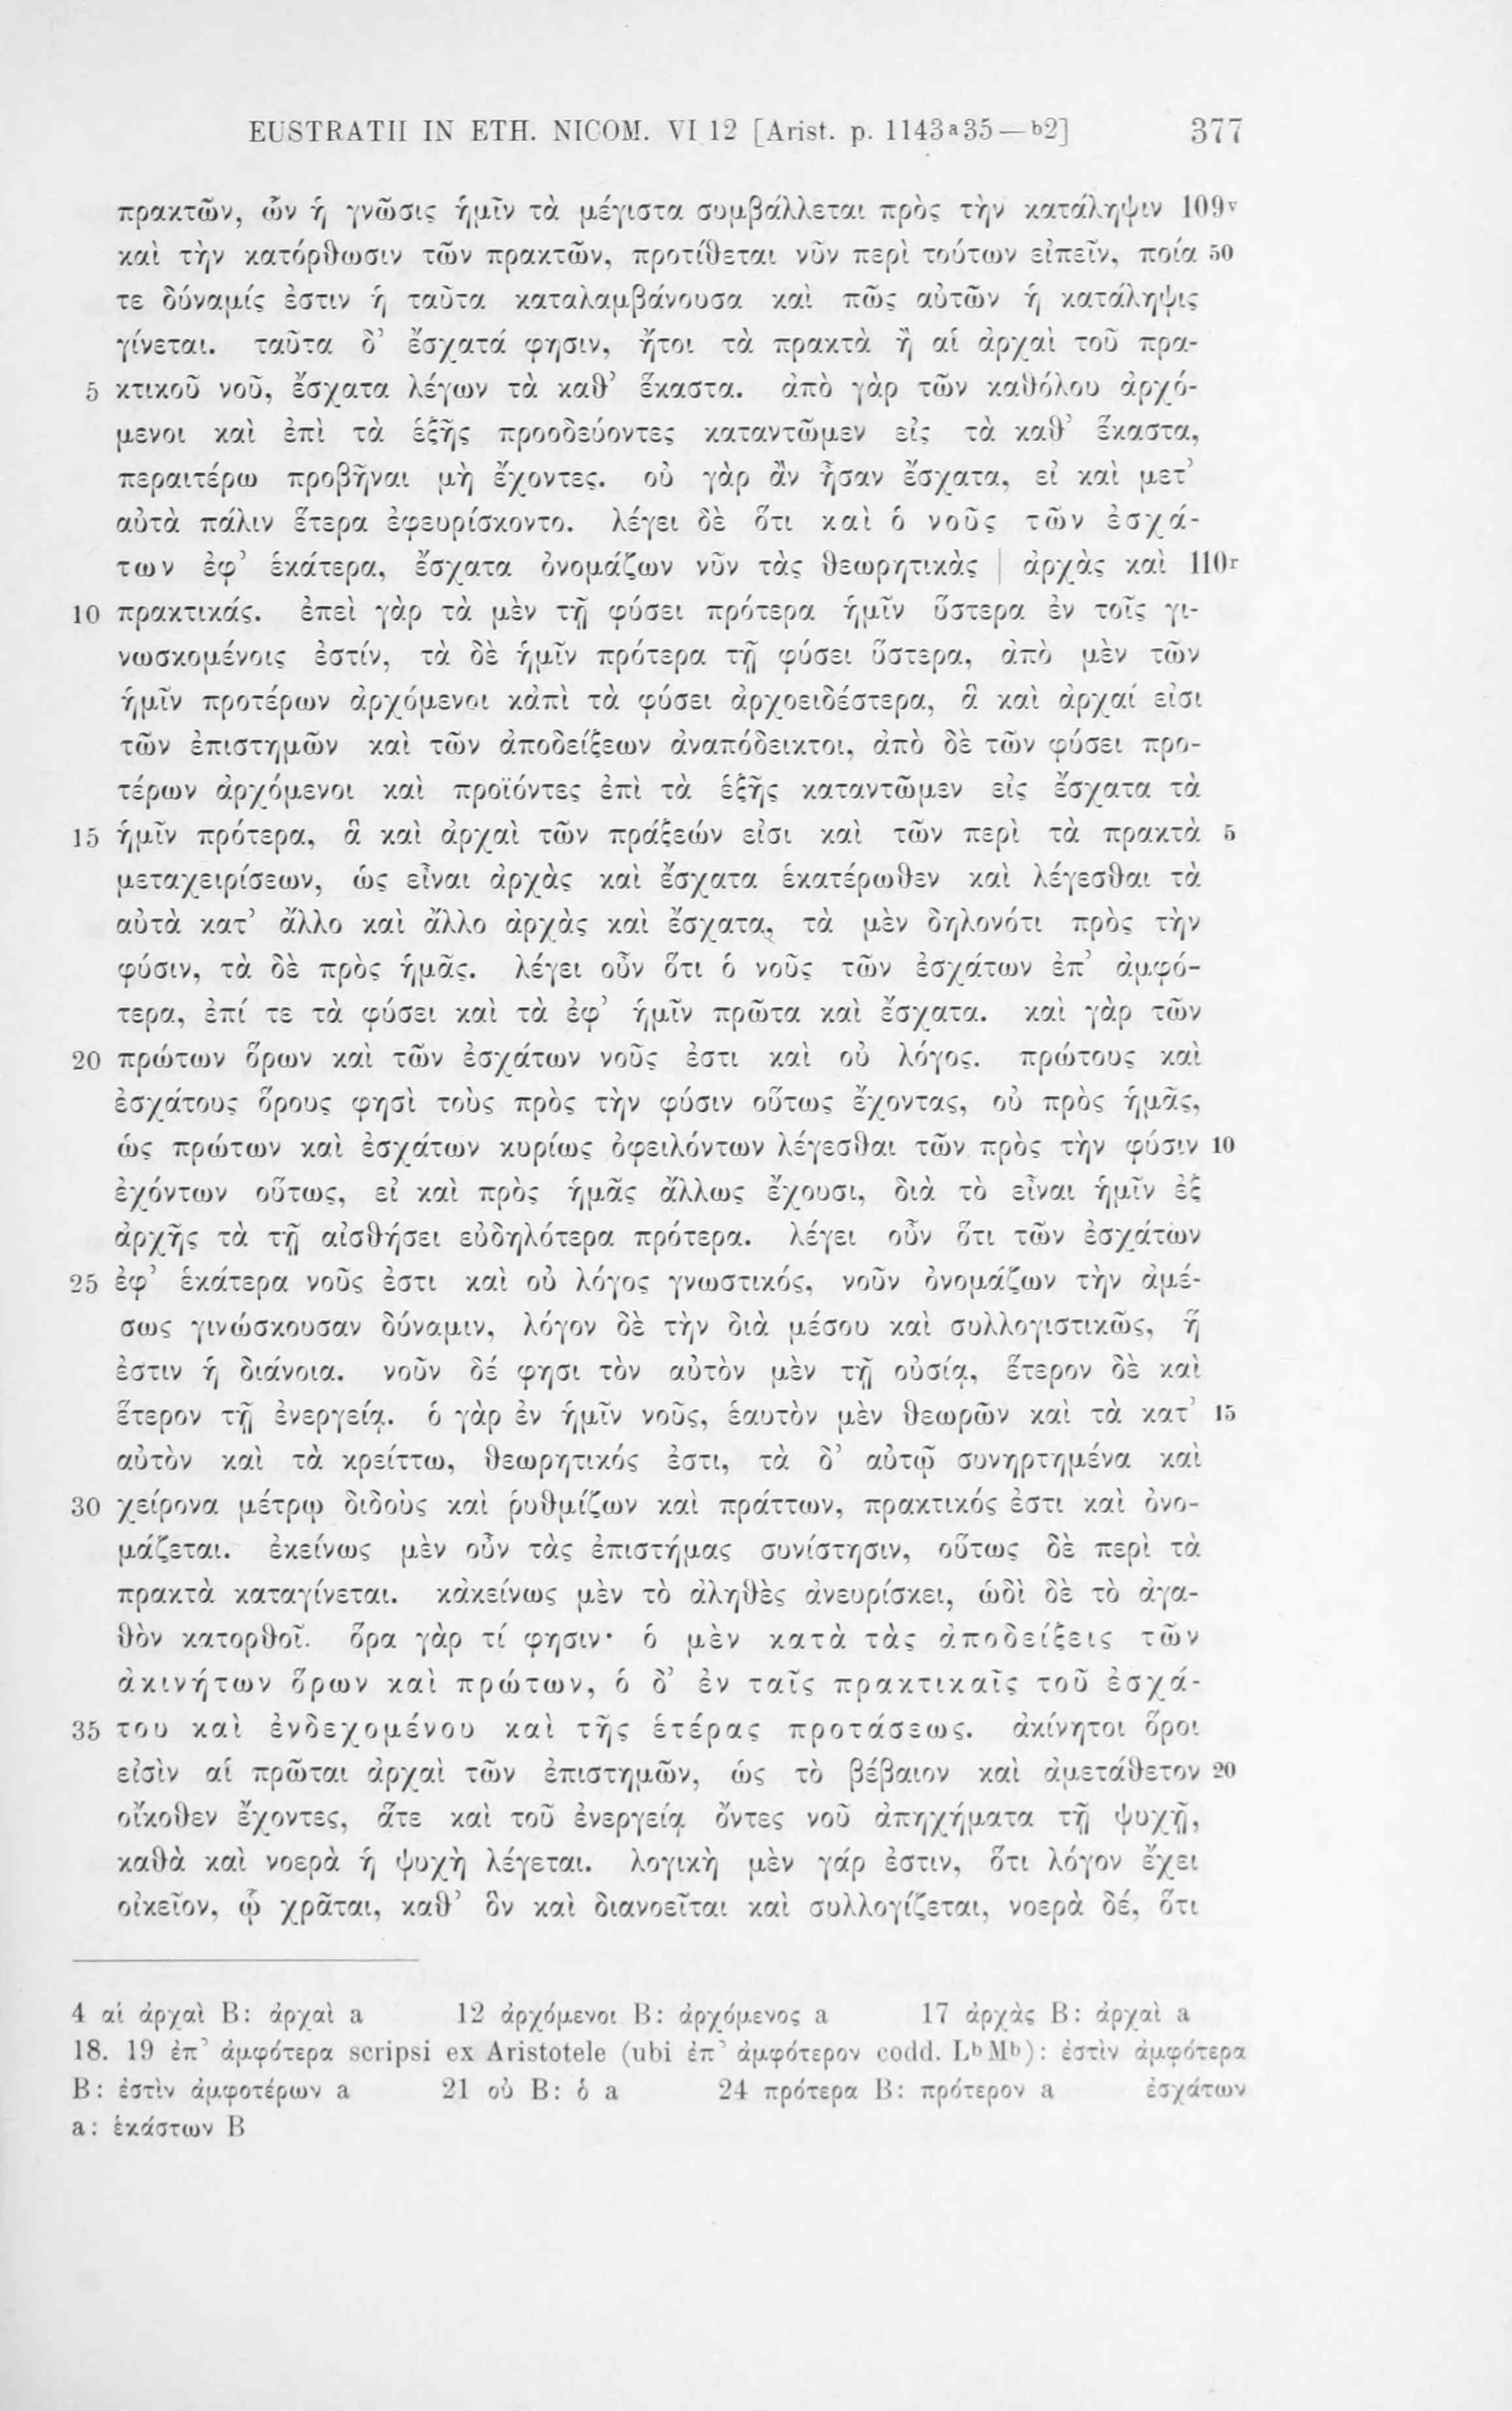 EUSTRATII IN ETH. NICOM. VI 12 [Arist. p. 1143a35—b2] 377
πρακτῶν, ὧν ἡ γνῶσις ἡμῖν τὰ μέγιστα συμβάλλεται πρὸς τὴν κατάληψιν 109v
καὶ τὴν κατόρθωσιν τῶν πρακτῶν, προτίθεται νῦν περὶ τούτων εἰπεῖν, ποία 50
τε δύναμίς ἐστιν ἡ ταῦτα καταλαμβάνουσα καὶ πῶς αὐτῶν ἡ κατάληψις
γίνεται. ταῦτα δ’ ἔσχατά φησιν, ἤτοι τὰ πρακτὰ ἢ αἱ ἀρχαὶ τοῦ πρα-
5 κτικοῦ νοῦ, ἔσχατα λέγων τὰ καθ’ ἕκαστα. ἀπὸ γὰρ τῶν καθόλου ἀρχό-
μενοι καὶ ἐπὶ τὰ ἑξῆς προοδεύοντες καταντῶμεν εἰς τὰ καθ’ ἕκαστα,
περαιτέρω προβῆναι μὴ ἔχοντες. οὐ γὰρ ἂν ἦσαν ἔσχατα, εἰ καὶ μετ’
αὐτὰ πάλιν ἕτερα ἐφευρίσκοντο. λέγει δὲ ὅτι καὶ ὁ νοῦς τῶν ἐσχά-
των ἐφ’ ἑκάτερα, ἔσχατα ὀνομάζων νῦν τὰς θεωρητικὰς | ἀρχὰς καὶ 110r
10 πρακτικάς. ἐπεὶ γὰρ τὰ μὲν τῇ φύσει πρότερα ἡμῖν ὕστερα ἐν τοῖς γι-
νωσκομένοις ἐστίν, τὰ δὲ ἡμῖν πρότερα τῇ φύσει ὕστερα, ἀπὸ μὲν τῶν
ἡμῖν προτέρων ἀρχόμενοι κἀπὶ τὰ φύσει ἀρχοειδέστερα, ἃ καὶ ἀρχαί εἰσι
τῶν ἐπιστημῶν καὶ τῶν ἀποδείξεων ἀναπόδεικτοι, ἀπὸ δὲ τῶν φύσει προ-
τέρων ἀρχόμενοι καὶ προϊόντες ἐπὶ τὰ ἑξῆς καταντῶμεν εἰς ἔσχατα τὰ
15 ἡμῖν πρότερα, ἃ καὶ ἀρχαὶ τῶν πράξεών εἰσι καὶ τῶν περὶ τὰ πρακτὰ 5
μεταχειρίσεων, ὡς εἶναι ἀρχὰς καὶ ἔσχατα ἑκατέρωθεν καὶ λέγεσθαι τὰ
αὐτὰ κατ’ ἄλλο καὶ ἄλλο ἀρχὰς καὶ ἔσχατα, τὰ μὲν δηλονότι πρὸς τὴν
φύσιν, τὰ δὲ πρὸς ἡμᾶς. λέγει οὖν ὅτι ὁ νοῦς τῶν ἐσχάτων ἐπ’ ἀμφό-
τερα, ἐπί τε τὰ φύσει καὶ τὰ ἐφ’ ἡμῖν πρῶτα καὶ ἔσχατα. καὶ γὰρ τῶν
20 πρώτων ὅρων καὶ τῶν ἐσχάτων νοῦς ἐστι καὶ οὐ λόγος. πρώτους καὶ
ἐσχάτους ὅρους φησὶ τοὺς πρὸς τὴν φύσιν οὕτως ἔχοντας, οὐ πρὸς ἡμᾶς,
ὡς πρώτων καὶ ἐσχάτων κυρίως ὀφειλόντων λέγεσθαι τῶν πρὸς τὴν φύσιν 10
ἐχόντων οὕτως, εἰ καὶ πρὸς ἡμᾶς ἄλλως ἔχουσι, διὰ τὸ εἶναι ἡμῖν ἐξ
ἀρχῆς τὰ τῇ αἰσθήσει εὐδηλότερα πρότερα. λέγει οὖν ὅτι τῶν ἐσχάτων
25 ἐφ’ ἑκάτερα νοῦς ἐστι καὶ οὐ λόγος γνωστικός, νοῦν ὀνομάζων τὴν ἀμέ-
σως γινώσκουσαν δύναμιν, λόγον δὲ τὴν διὰ μέσου καὶ συλλογιστικῶς, ἥ
ἐστιν ἡ διάνοια. νοῦν δέ φησι τὸν αὐτὸν μὲν τῇ οὐσίᾳ, ἕτερον δὲ καὶ
ἕτερον τῇ ἐνεργείᾳ. ὁ γὰρ ἐν ἡμῖν νοῦς, ἑαυτὸν μὲν θεωρῶν καὶ τὰ κατ’ 15
αὐτὸν καὶ τὰ κρείττω, θεωρητικός ἐστι, τὰ δ’ αὐτῷ συνηρτημένα καὶ
30 χείρονα μέτρῳ διδοὺς καὶ ῥυθμίζων καὶ πράττων, πρακτικός ἐστι καὶ ὀνο-
μάζεται. ἐκείνως μὲν οὖν τὰς ἐπιστήμας συνίστησιν, οὕτως δὲ περὶ τὰ
πρακτὰ καταγίνεται. κἀκείνως μὲν τὸ ἀληθὲς ἀνευρίσκει, ὡδὶ δὲ τὸ ἀγα-
θὸν κατορθοῖ. ὅρα γὰρ τί φησιν· ὁ μὲν κατὰ τὰς ἀποδείξεις τῶν
ἀκινήτων ὅρων καὶ πρώτων, ὁ δ’ ἐν ταῖς πρακτικαῖς τοῦ ἐσχά-
35 του καὶ ἐνδεχομένου καὶ τῆς ἑτέρας προτάσεως. ἀκίνητοι ὅροι
εἰσὶν αἱ πρῶται ἀρχαὶ τῶν ἐπιστημῶν, ὡς τὸ βέβαιον καὶ ἀμετάθετον 20
οἴκοθεν ἔχοντες, ἅτε καὶ τοῦ ἐνεργείᾳ ὄντες νοῦ ἀπηχήματα τῇ ψυχῇ,
καθὰ καὶ νοερὰ ἡ ψυχὴ λέγεται. λογικὴ μὲν γάρ ἐστιν, ὅτι λόγον ἔχει
οἰκεῖον, ᾧ χρᾶται, καθ’ ὃν καὶ διανοεῖται καὶ συλλογίζεται, νοερὰ δέ, ὅτι
4 αἱ ἀρχαὶ B: ἀρχαὶ a 12 ἀρχόμενοι B: ἀρχόμενος a 17 ἀρχὰς B: ἀρχαὶ a
18. 19 ἐπ’ ἀμφότερα scripsi ex Aristotele (ubi ἐπ’ ἀμφότερον codd. LbMb): ἐστὶν ἀμφότερα
B: ἐστὶν ἀμφοτέρων a 21 οὐ B: ὁ a 24 πρότερα B: πρότερον a ἐσχάτων
a: ἑκάστων B